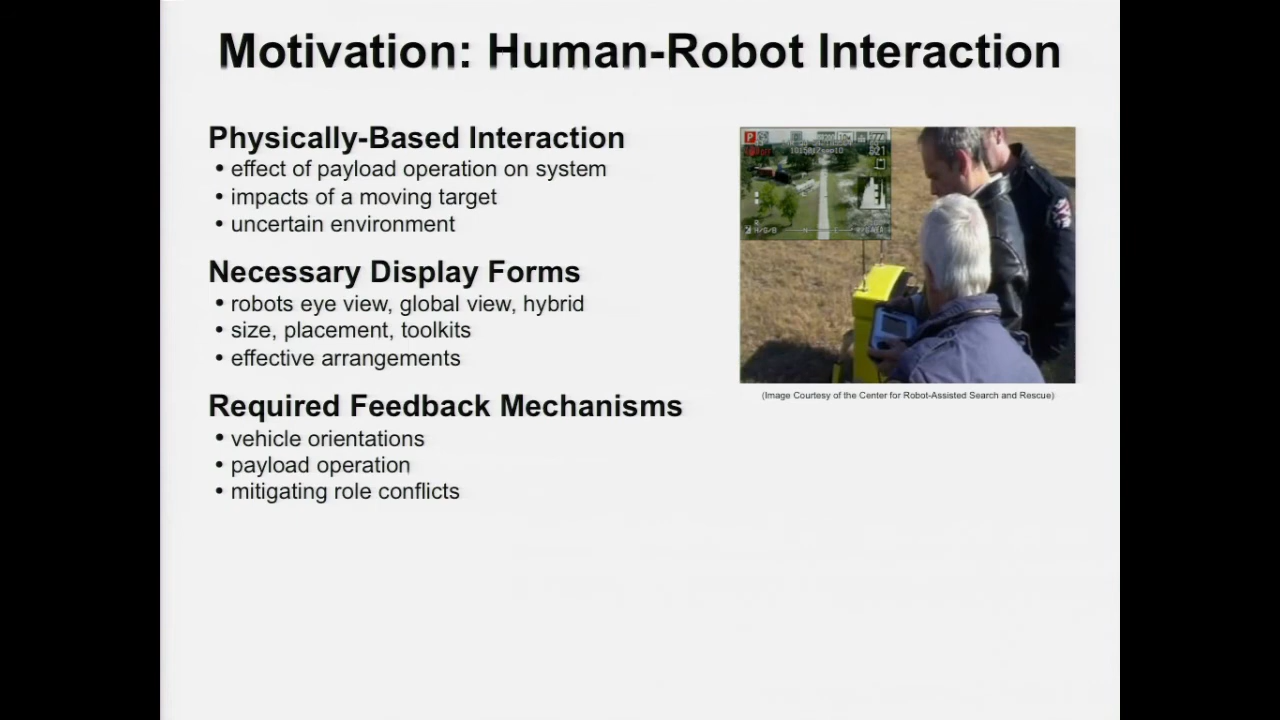 Motivation: Human-Robot Interaction
Physically-Based Interaction
• effect of payload operation on system
• impacts of a moving target
• uncertain environment
Necessary Display Forms
• robots eye view, global view, hybrid
• size, placement, toolkits
• effective arrangements
Required Feedback Mechanisms
• vehicle orientations
• payload operation
• mitigating role conflicts
(Image Courtesy of the Center for Robot-Assisted Search and Rescue)